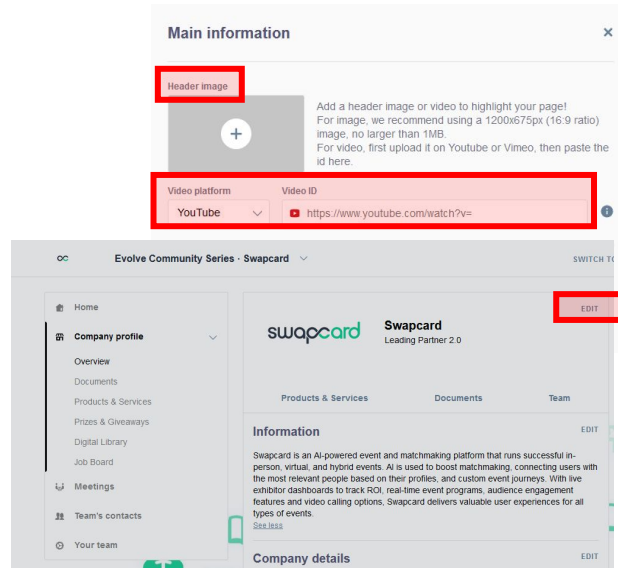 Main information
×
Header image
Add a header image or video to highlight your page!
For image, we recommend using a 1200x675px (16:9 ratio)
image, no larger than 1MB.
For video, first upload it on Youtube or Vimeo, then paste the
id here.
Video platform
Video ID
YouTube
https://www.youtube.com/watch?v=
Evolve Community Series · Swapcard
SWITCH TO
Home
Company profile
Overview
Documents
Products & Services
Prizes & Giveaways
Digital Library
Job Board
Meetings
Team's contacts
Your team
EDIT
swapcard
Swapcard
Leading Partner 2.0
Products & Services
Documents
Team
Information
EDIT
Swapcard is an AI-powered event and matchmaking platform that runs successful in-
person, virtual, and hybrid events. AI is used to boost matchmaking, connecting users with
the most relevant people based on their profiles, and custom event journeys. With live
exhibitor dashboards to track ROI, real-time event programs, audience engagement
features and video calling options, Swapcard delivers valuable user experiences for all
types of events.
See less
Company details
EDIT